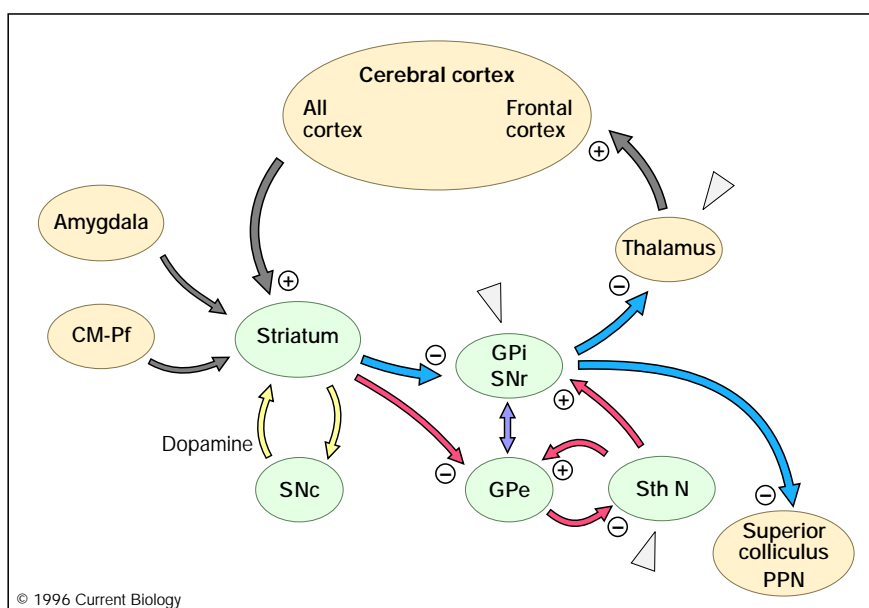 Cerebral cortex
All
cortex
Frontal
cortex
+
Amygdala
Thalamus
+
−
CM-Pf
Striatum
−
GPi
SNr
+
Dopamine
SNc
−
GPe
+
Sth N
−
−
Superior
colliculus
PPN
© 1996 Current Biology